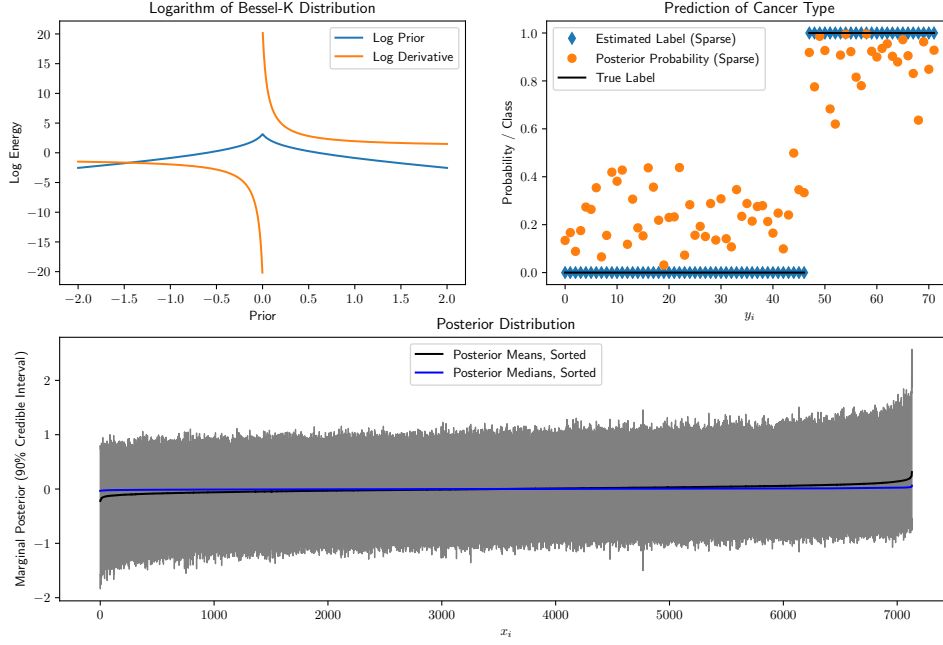 Logarithm of Bessel-K Distribution
Log Energy
20
15
10
5
0
−5
−10
−15
−20
Log Prior
Log Derivative
−2.0 −1.5 −1.0 −0.5 0.0 0.5 1.0 1.5 2.0
Prior
Prediction of Cancer Type
Probability / Class
1.0
0.8
0.6
0.4
0.2
0.0
Estimated Label (Sparse)
Posterior Probability (Sparse)
True Label
0 10 20 30 40 50 60 70
y_i
Posterior Distribution
Marginal Posterior (90% Credible Interval)
2
1
0
−1
−2
Posterior Means, Sorted
Posterior Medians, Sorted
0 1000 2000 3000 4000 5000 6000 7000
x_i